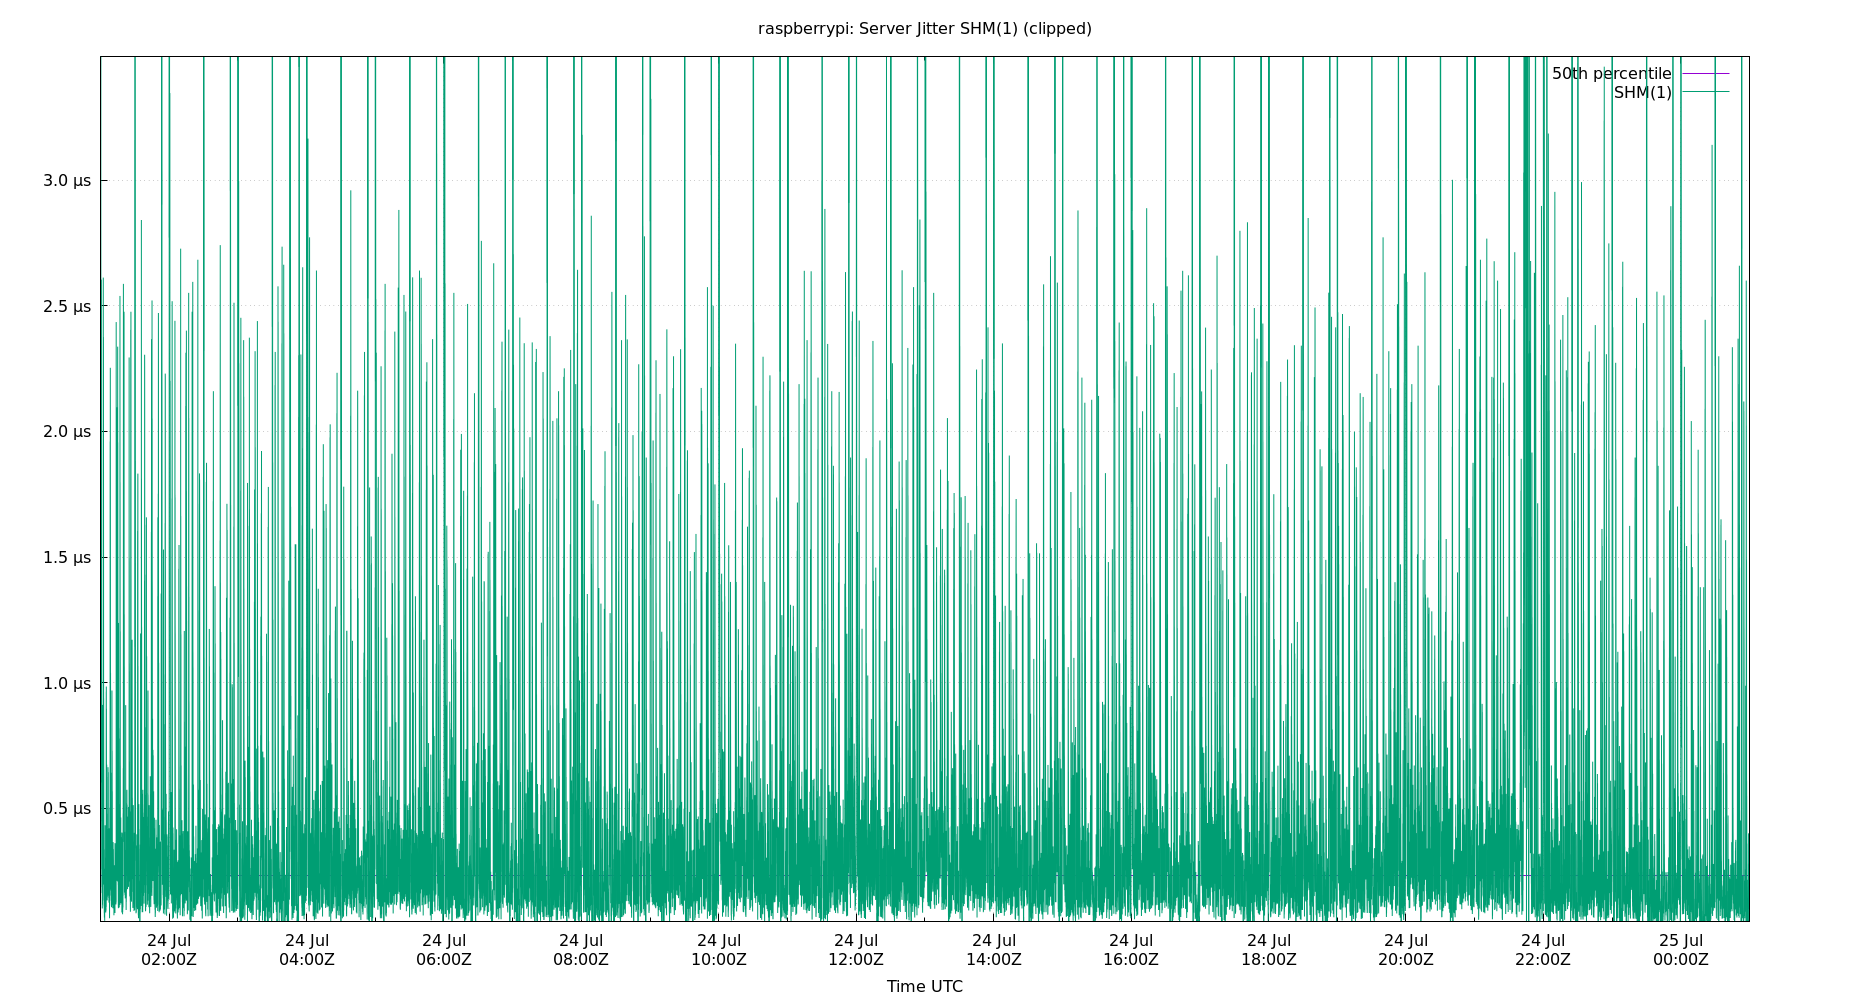 raspberrypi: Server Jitter SHM(1) (clipped)
50th percentile
SHM(1)
3.0 µs
2.5 µs
2.0 µs
1.5 µs
1.0 µs
0.5 µs
24 Jul 24 Jul 24 Jul 24 Jul 24 Jul 24 Jul 24 Jul 24 Jul 24 Jul 24 Jul 24 Jul 25 Jul
02:00Z 04:00Z 06:00Z 08:00Z 10:00Z 12:00Z 14:00Z 16:00Z 18:00Z 20:00Z 22:00Z 00:00Z
Time UTC